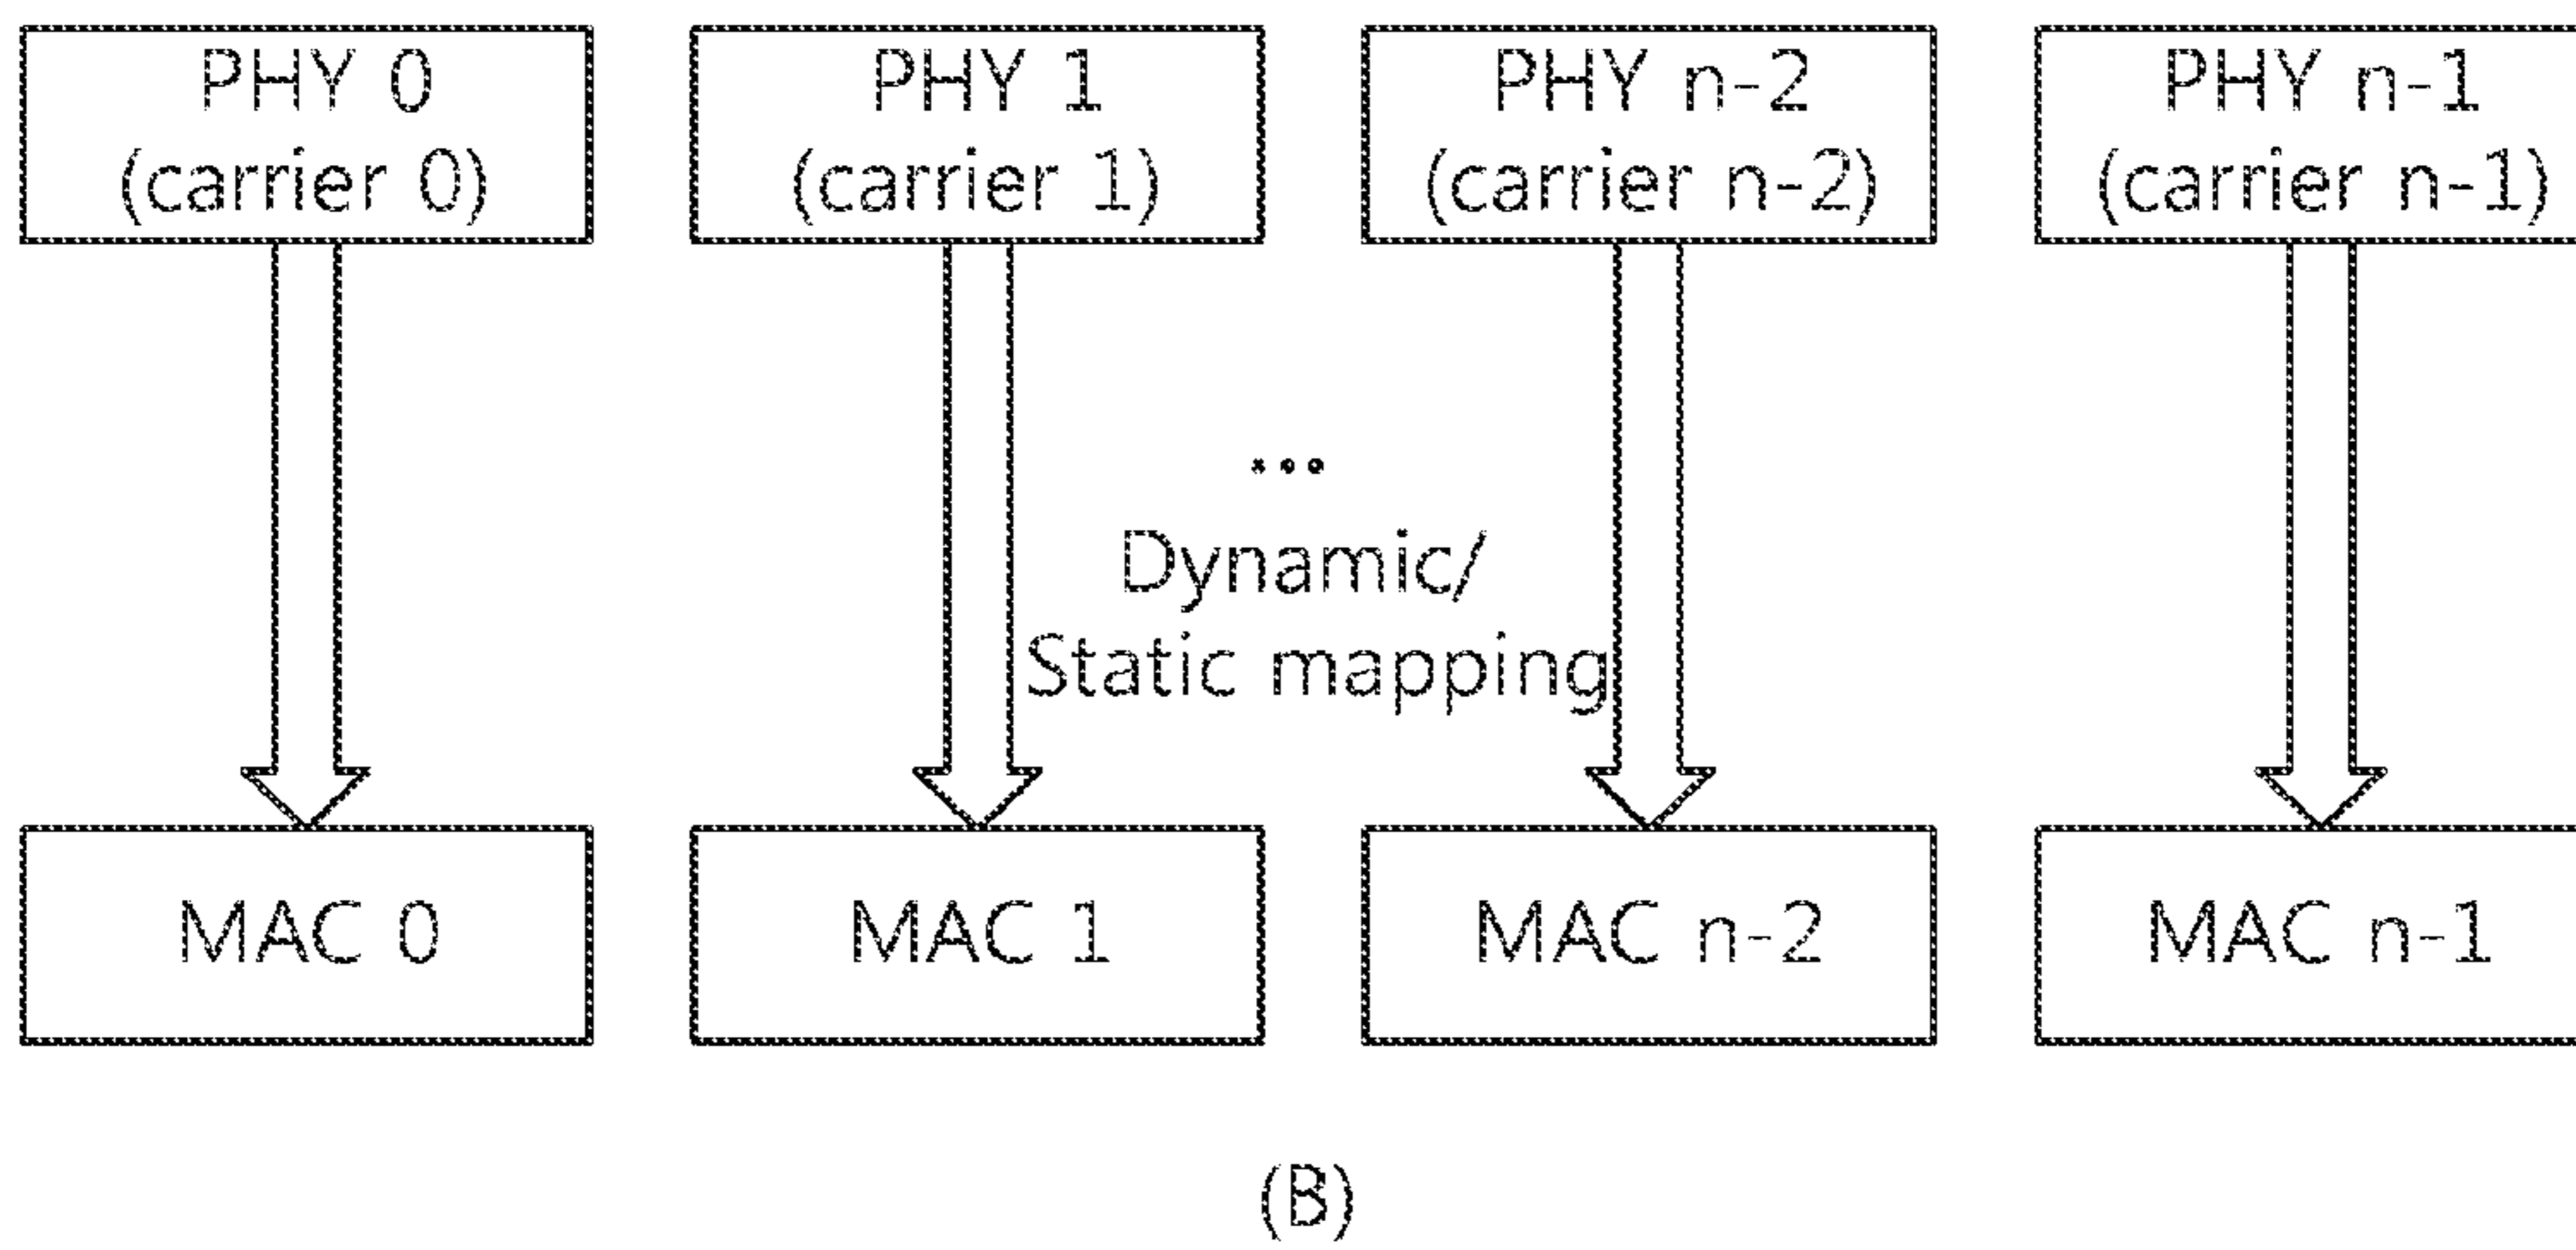 PHY 0
(carrier 0)
PHY 1
(carrier 1)
PHY n-2
(carrier n-2)
PHY n-1
(carrier n-1)
...
Dynamic/
Static mapping
MAC 0
MAC 1
MAC n-2
MAC n-1
(B)